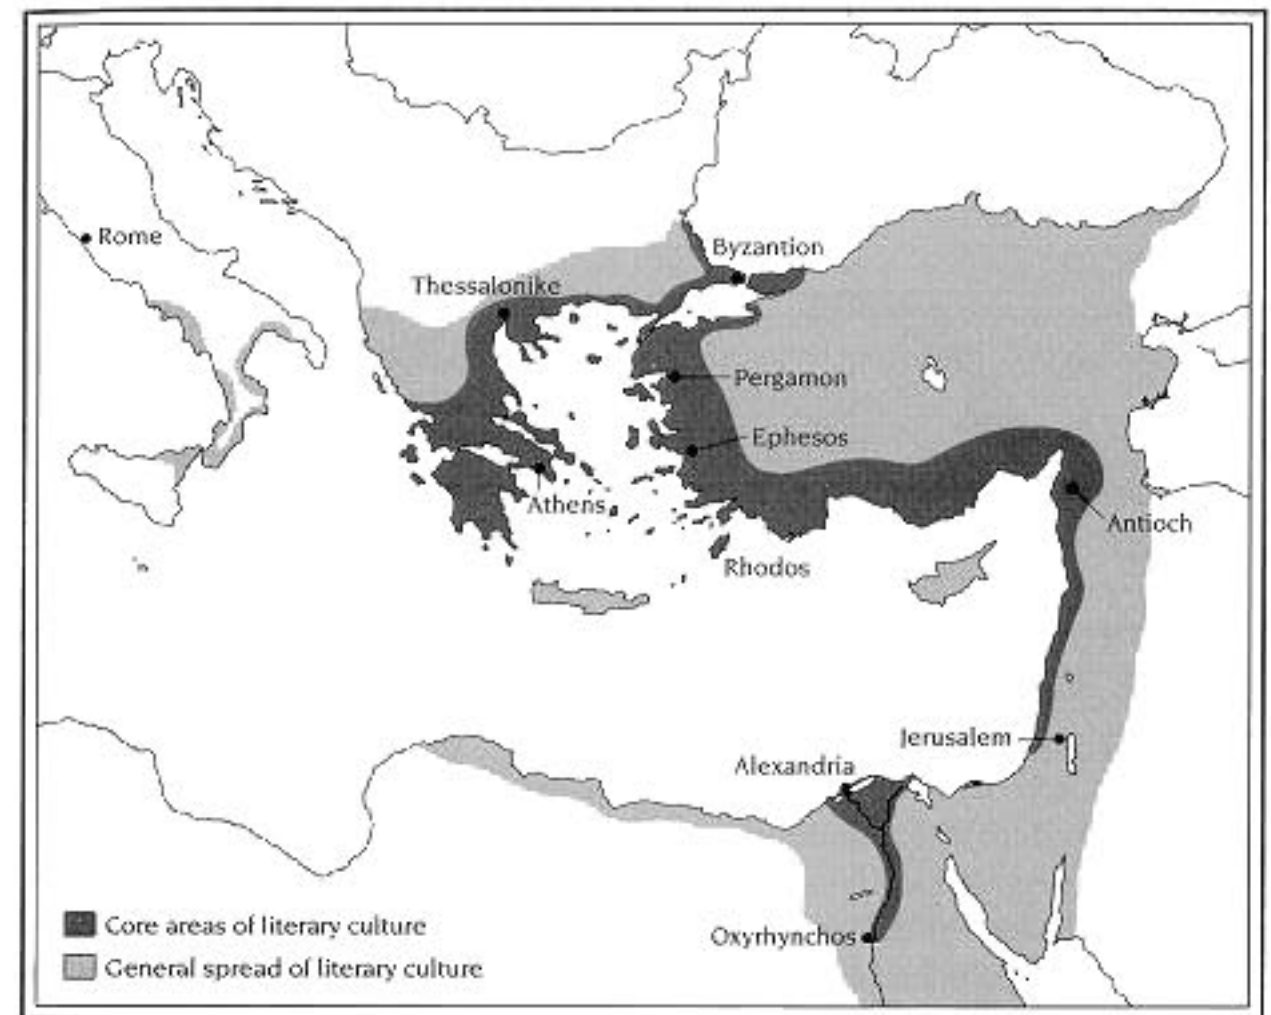 Rome
Byzantion
Thessalonike
Pergamon
Ephesos
Athens
Antioch
Rhodos
Jerusalem
Alexandria
Oxyrhynchos
Core areas of literary culture
General spread of literary culture